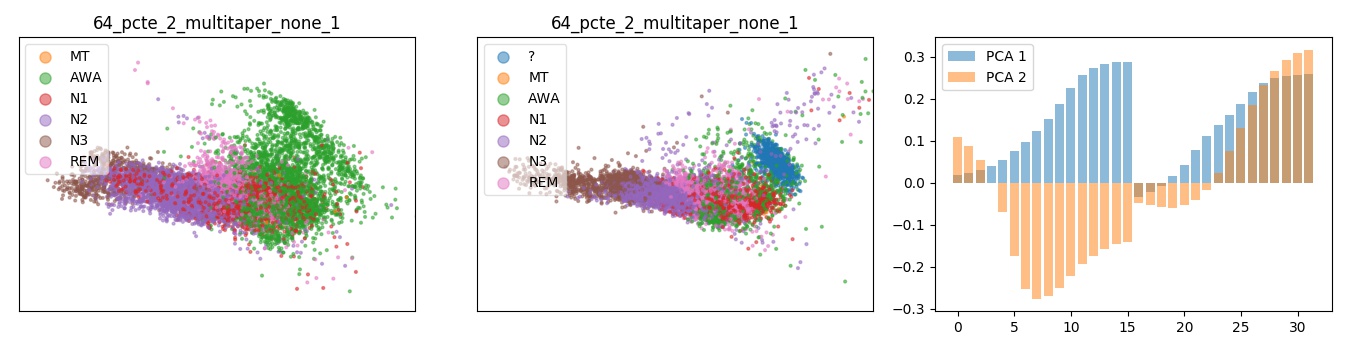 64_pcte_2_multitaper_none_1
MT
AWA
N1
N2
N3
REM
64_pcte_2_multitaper_none_1
?
MT
AWA
N1
N2
N3
REM
PCA 1
PCA 2
0.3
0.2
0.1
0.0
−0.1
−0.2
−0.3
0 5 10 15 20 25 30